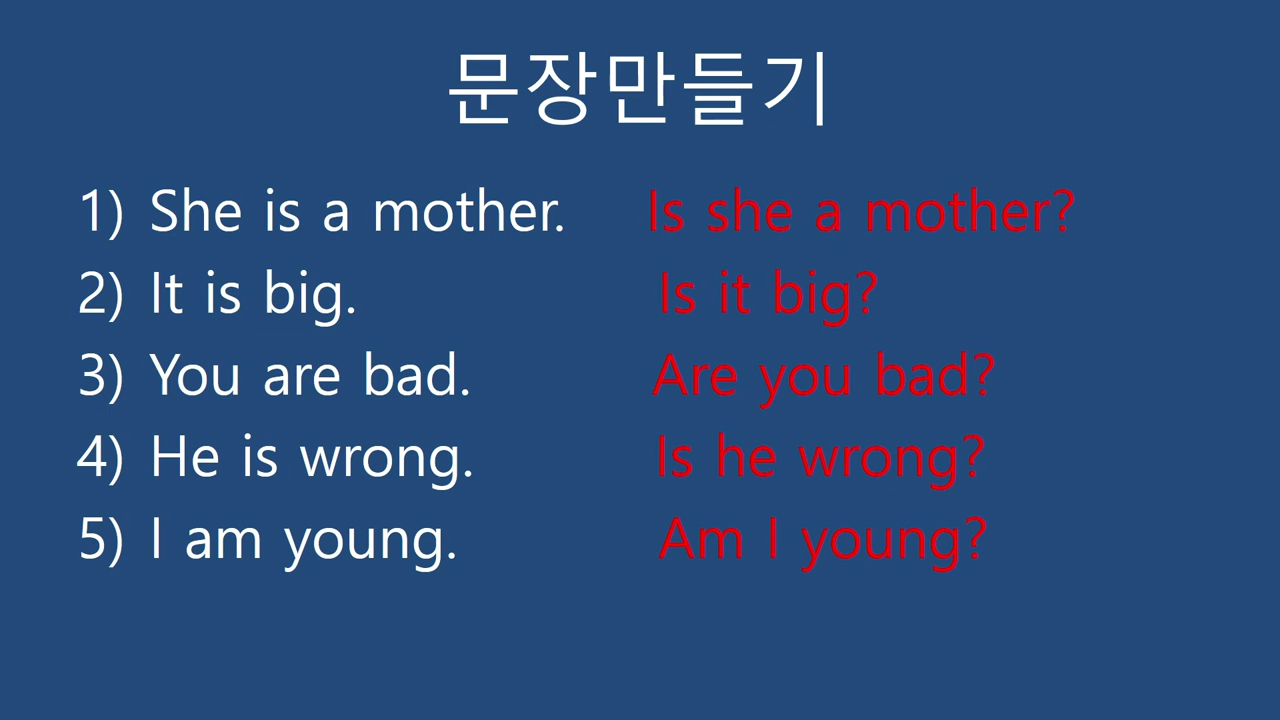 문장만들기
1) She is a mother. Is she a mother?
2) It is big. Is it big?
3) You are bad. Are you bad?
4) He is wrong. Is he wrong?
5) I am young. Am I young?